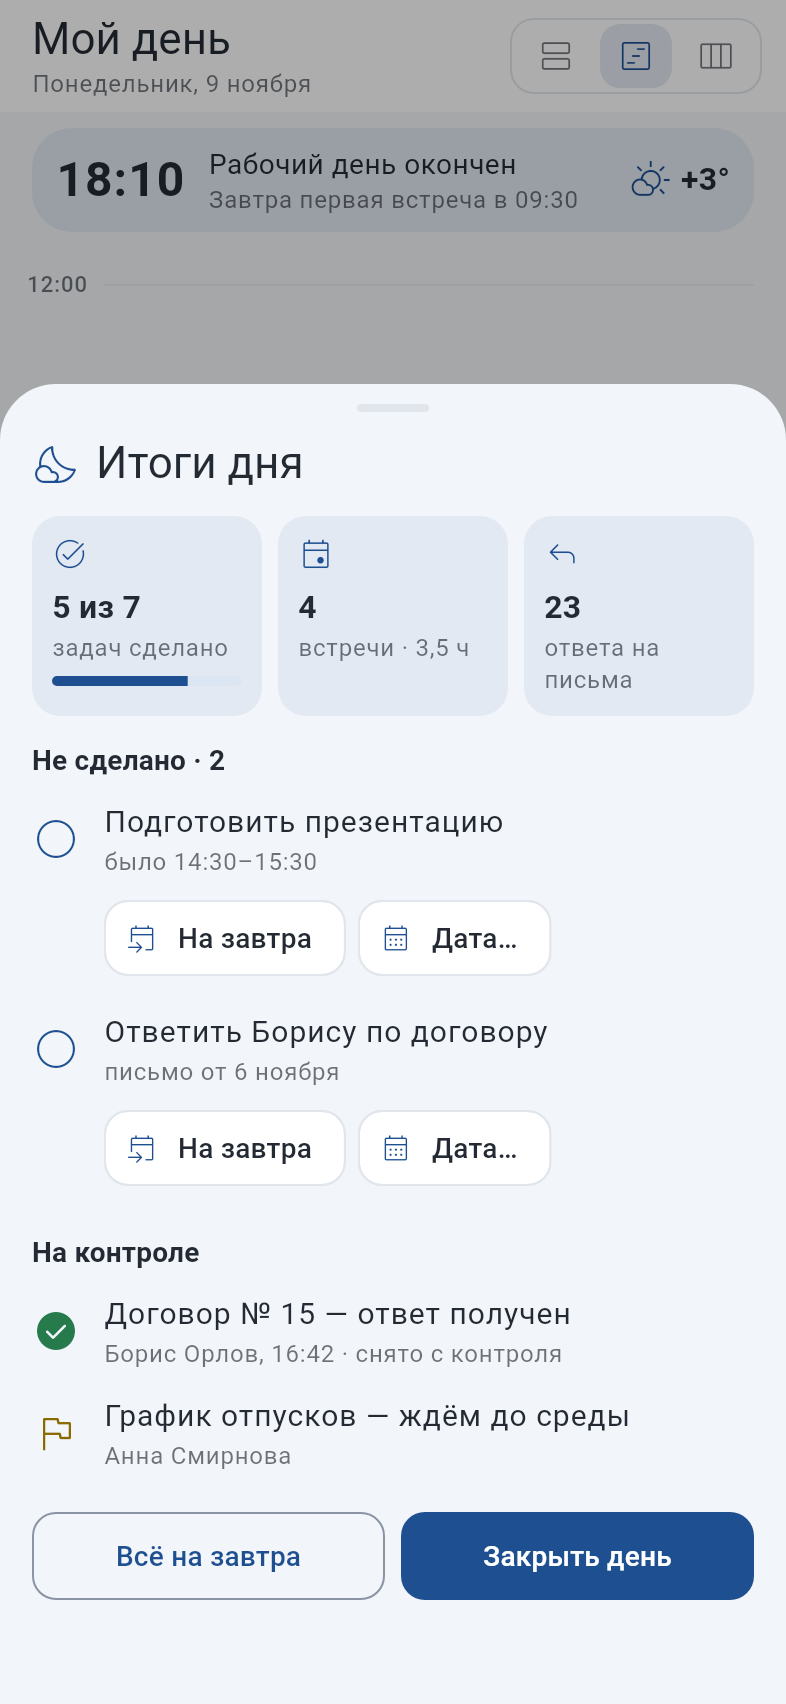 Мой день
Понедельник, 9 ноября
18:10
Рабочий день окончен
Завтра первая встреча в 09:30
+3°
12:00
Итоги дня
5 из 7
задач сделано
4
встречи · 3,5 ч
23
ответа на
письма
Не сделано · 2
Подготовить презентацию
было 14:30–15:30
На завтра
Дата…
Ответить Борису по договору
письмо от 6 ноября
На завтра
Дата…
На контроле
Договор № 15 — ответ получен
Борис Орлов, 16:42 · снято с контроля
График отпусков — ждём до среды
Анна Смирнова
Всё на завтра
Закрыть день